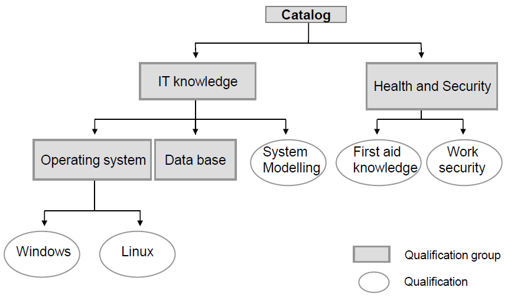 Catalog
IT knowledge
Health and Security
Operating system
Data base
System
Modelling
First aid
knowledge
Work
security
Windows
Linux
Qualification group
Qualification